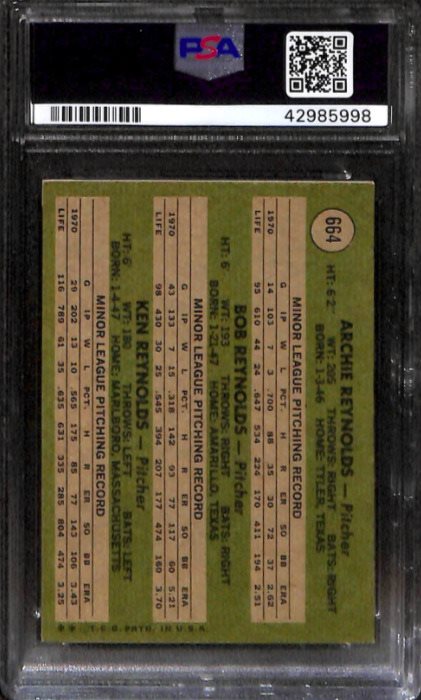 PSA
42985998
664
ARCHIE REYNOLDS — Pitcher
HT: 6'2" WT: 205 THROWS: RIGHT BATS: RIGHT
BORN: 1-3-46 HOME: TYLER, TEXAS
MINOR LEAGUE PITCHING RECORD
G IP W L PCT. H R ER SO BB ERA
1970 14 103 7 3 .700 88 35 30 72 37 2.62
LIFE 95 610 44 24 .647 534 224 170 411 194 2.51
BOB REYNOLDS — Pitcher
HT: 6' WT: 193 THROWS: RIGHT BATS: RIGHT
BORN: 1-21-47 HOME: AMARILLO, TEXAS
MINOR LEAGUE PITCHING RECORD
G IP W L PCT. H R ER SO BB ERA
1970 43 133 7 15 .318 142 93 77 117 60 5.21
LIFE 98 430 30 25 .545 394 207 177 474 160 3.70
KEN REYNOLDS — Pitcher
HT: 6' WT: 180 THROWS: LEFT BATS: LEFT
BORN: 1-4-47 HOME: MARLBORO, MASSACHUSETTS
MINOR LEAGUE PITCHING RECORD
G IP W L PCT. H R ER SO BB ERA
1970 29 202 13 10 .565 175 85 77 143 106 3.43
LIFE 116 789 61 35 .635 631 335 285 804 474 3.25
** T.C.G. PRTD. IN U.S.A.